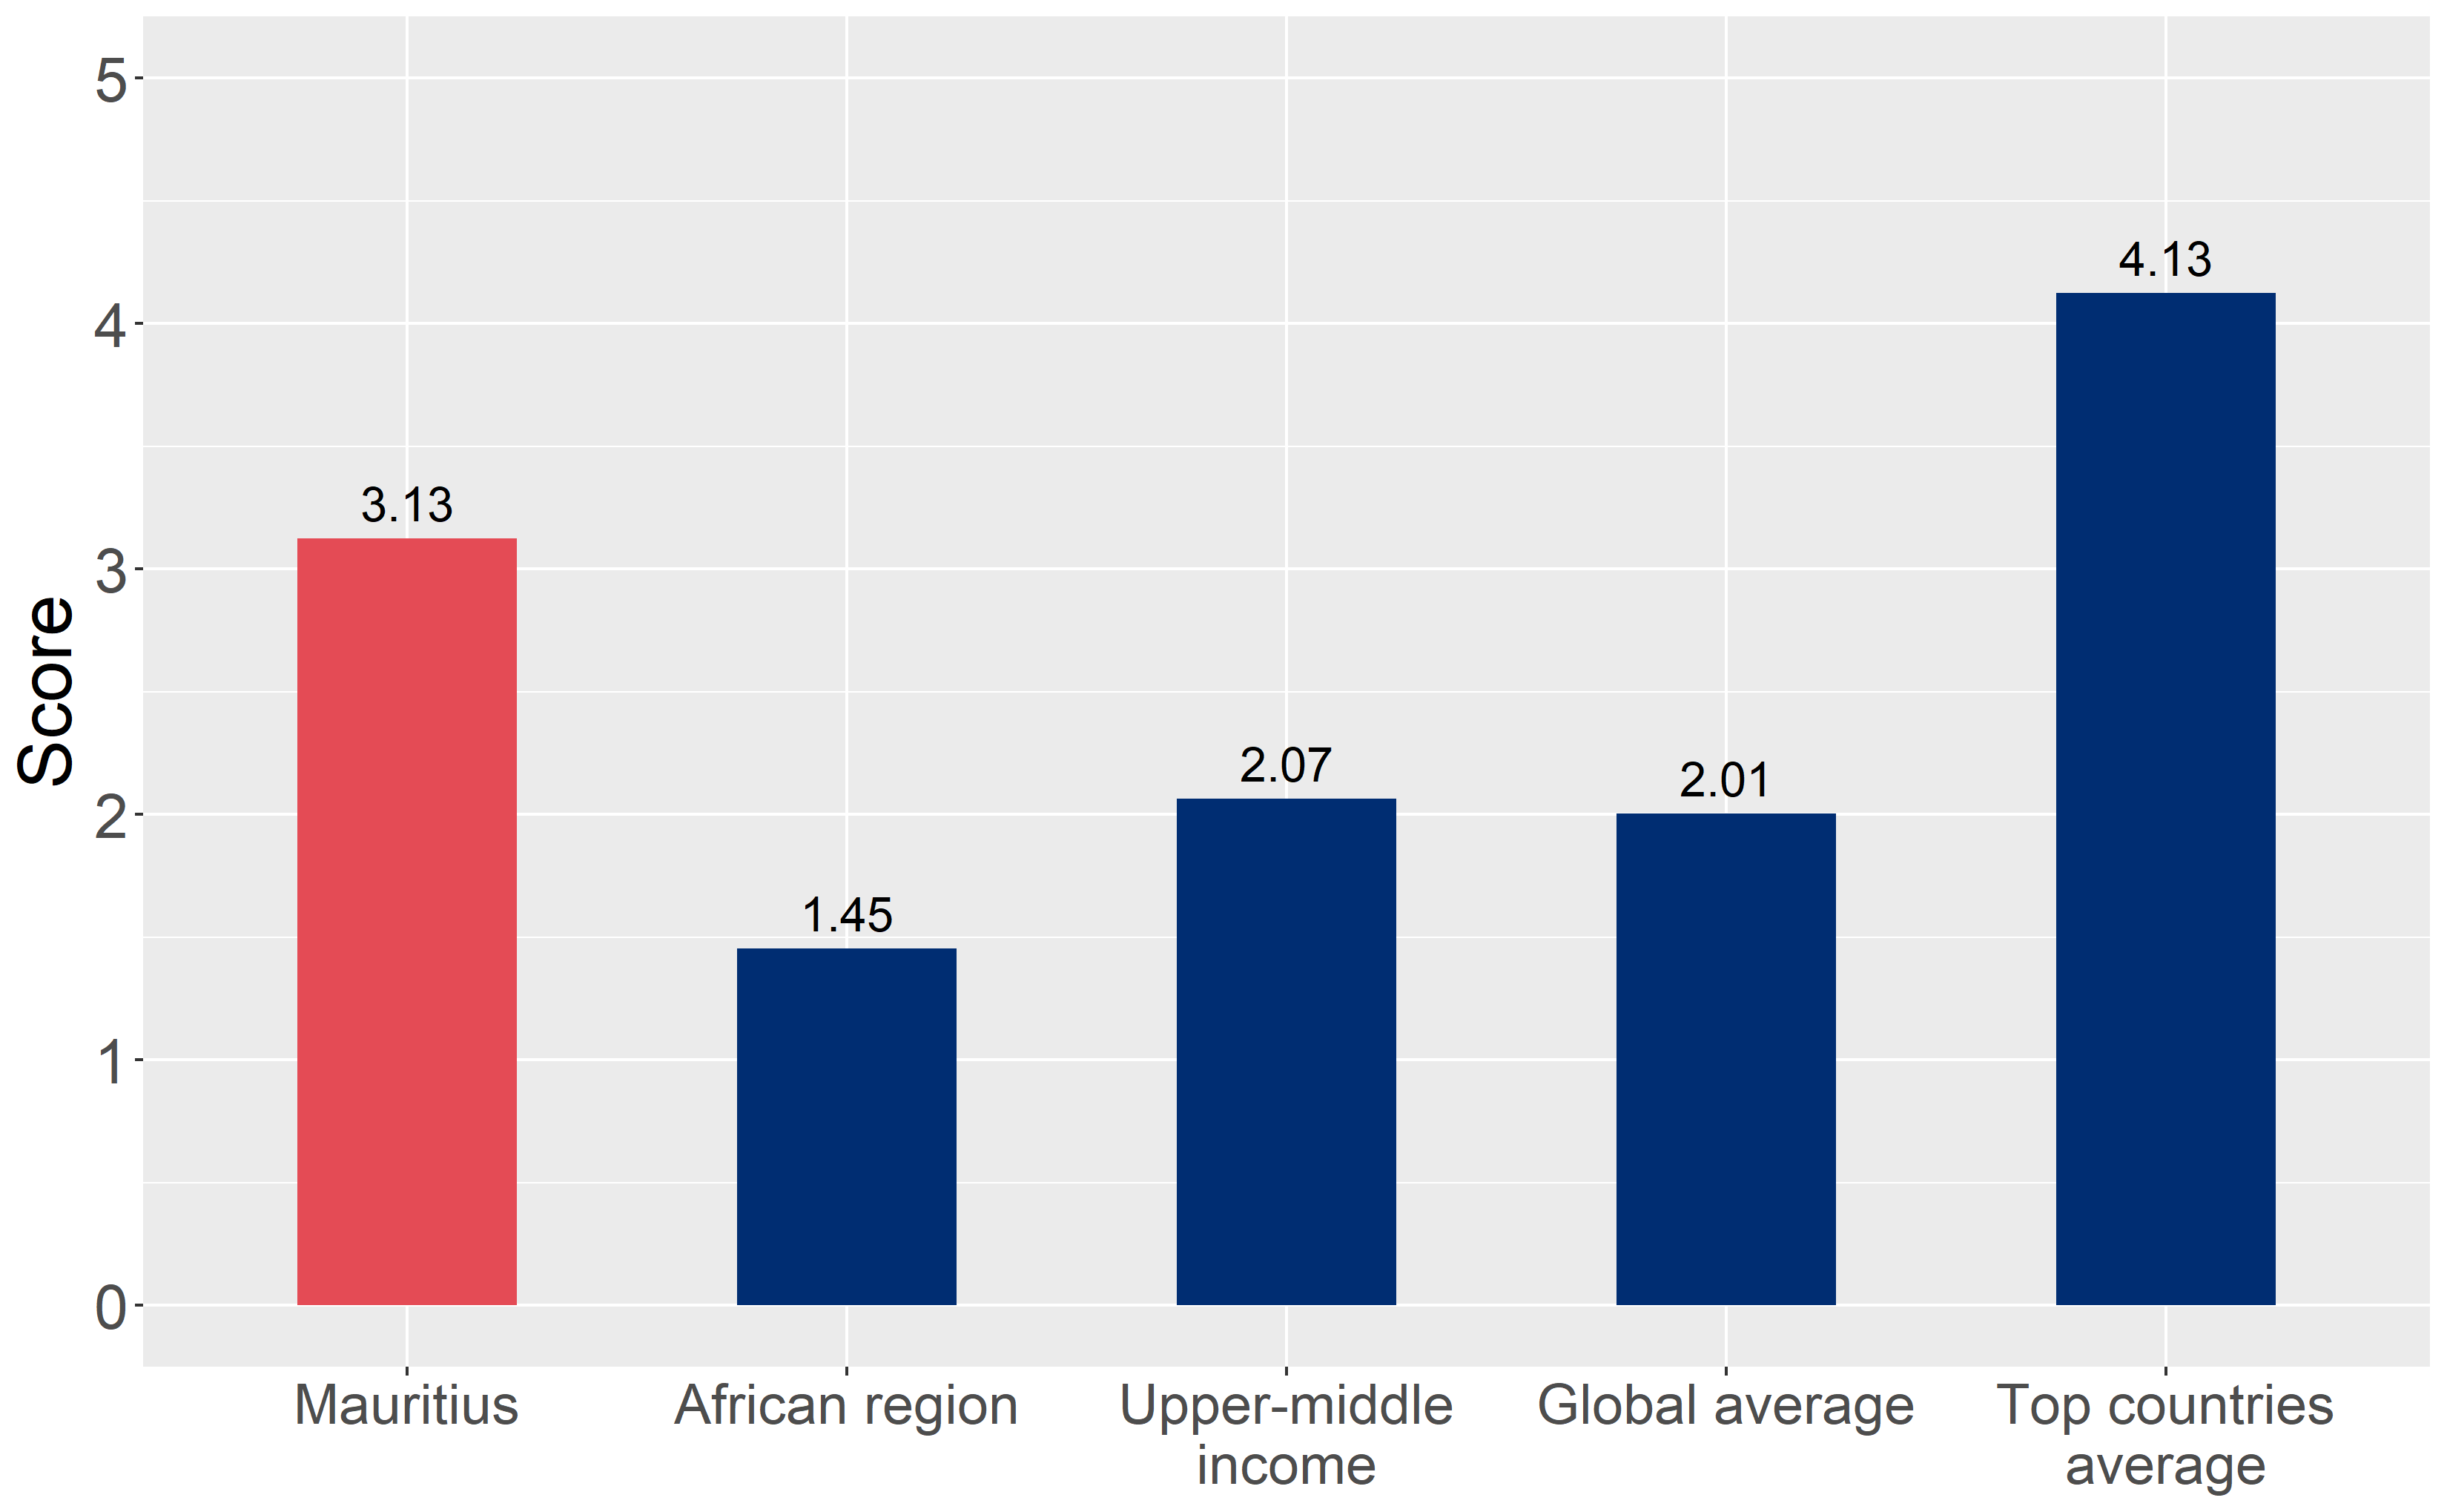 Score
5
4
3
2
1
0
3.13
1.45
2.07
2.01
4.13
Mauritius
African region
Upper-middle
income
Global average
Top countries
average